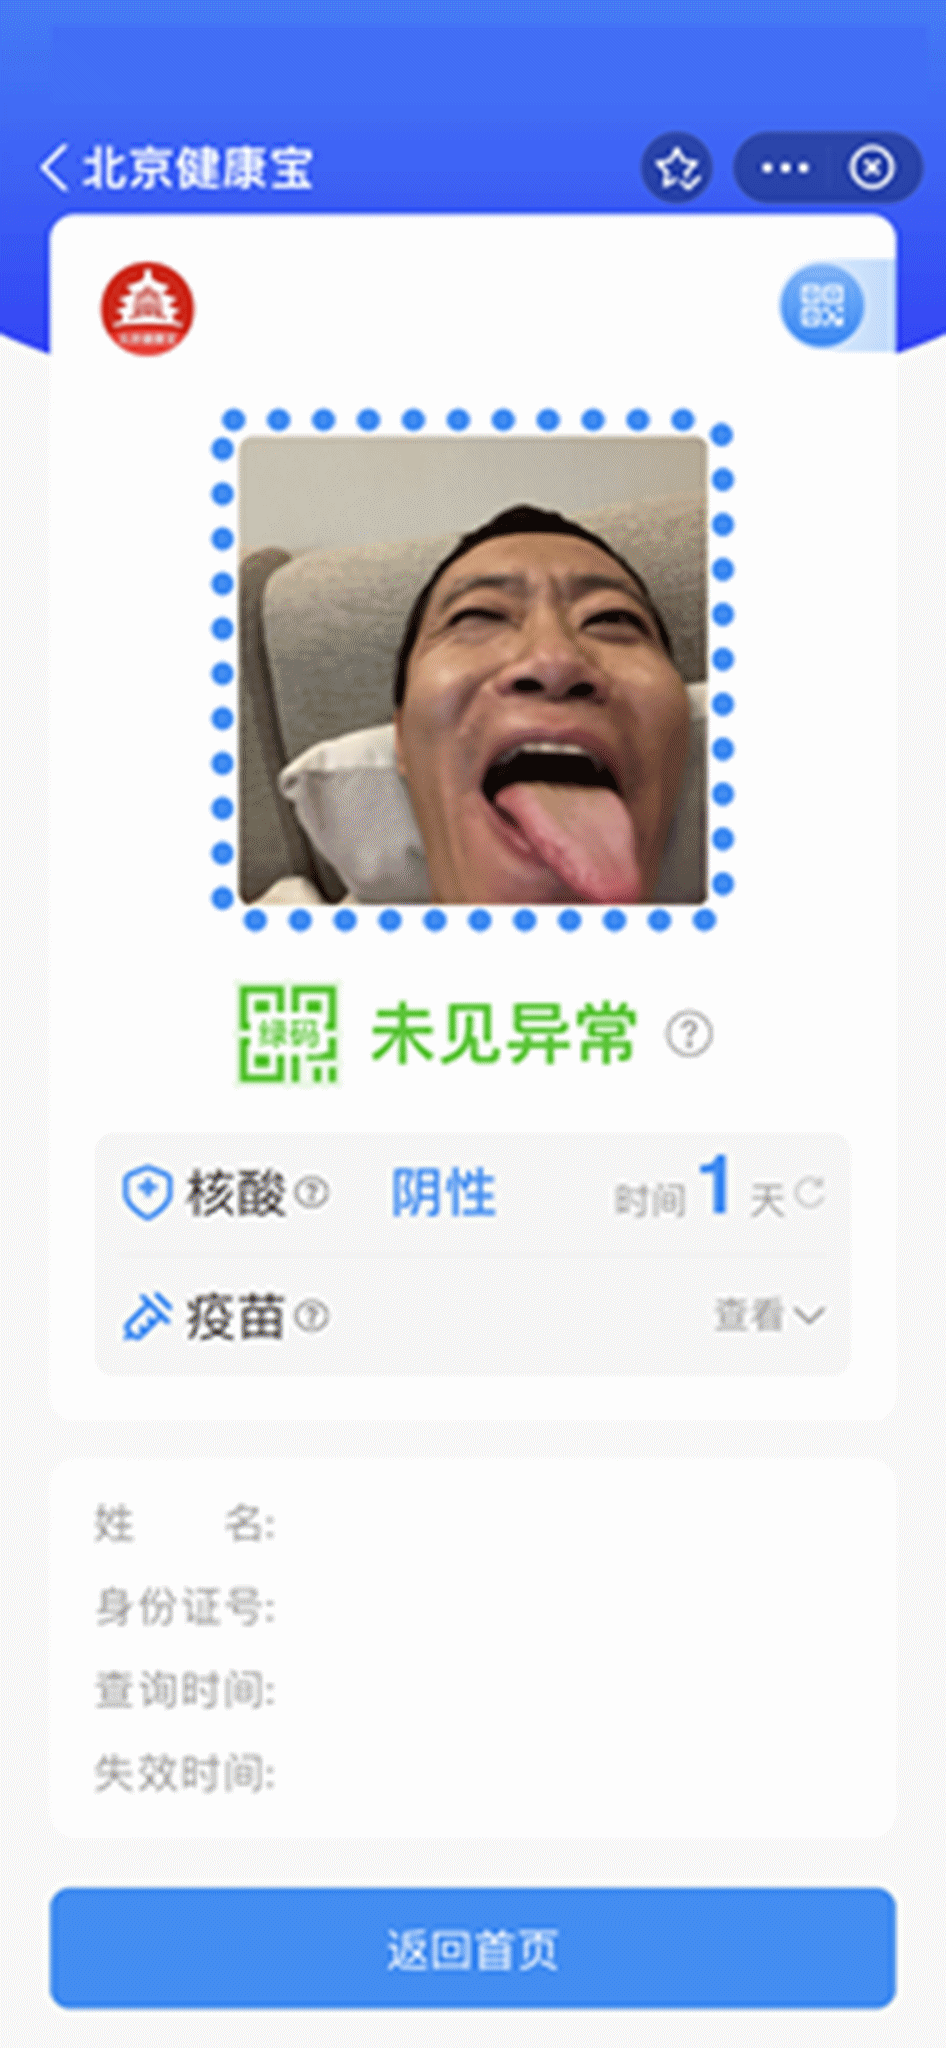 北京健康宝
绿码 未见异常
核酸 阴性 时间 1 天
疫苗 查看
姓 名:
身份证号:
查询时间:
失效时间:
返回首页